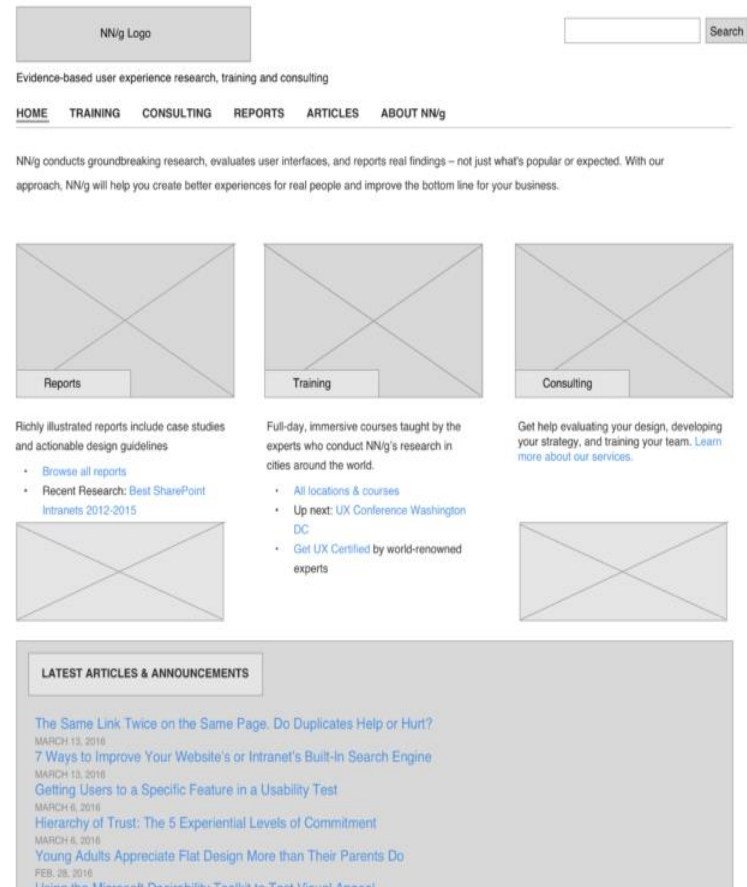 NN/g Logo
Search
Evidence-based user experience research, training and consulting
HOME TRAINING CONSULTING REPORTS ARTICLES ABOUT NN/g
NN/g conducts groundbreaking research, evaluates user interfaces, and reports real findings – not just what's popular or expected. With our
approach, NN/g will help you create better experiences for real people and improve the bottom line for your business.
Reports
Training
Consulting
Richly illustrated reports include case studies
and actionable design guidelines
• Browse all reports
• Recent Research: Best SharePoint
Intranets 2012-2015
Full-day, immersive courses taught by the
experts who conduct NN/g's research in
cities around the world.
• All locations & courses
• Up next: UX Conference Washington
DC
• Get UX Certified by world-renowned
experts
Get help evaluating your design, developing
your strategy, and training your team. Learn
more about our services.
LATEST ARTICLES & ANNOUNCEMENTS
The Same Link Twice on the Same Page. Do Duplicates Help or Hurt?
MARCH 13, 2016
7 Ways to Improve Your Website's or Intranet's Built-In Search Engine
MARCH 13, 2016
Getting Users to a Specific Feature in a Usability Test
MARCH 6, 2016
Hierarchy of Trust: The 5 Experiential Levels of Commitment
MARCH 6, 2016
Young Adults Appreciate Flat Design More than Their Parents Do
FEB. 28, 2016
Using the Microsoft Desirability Toolkit to Test Visual Appeal